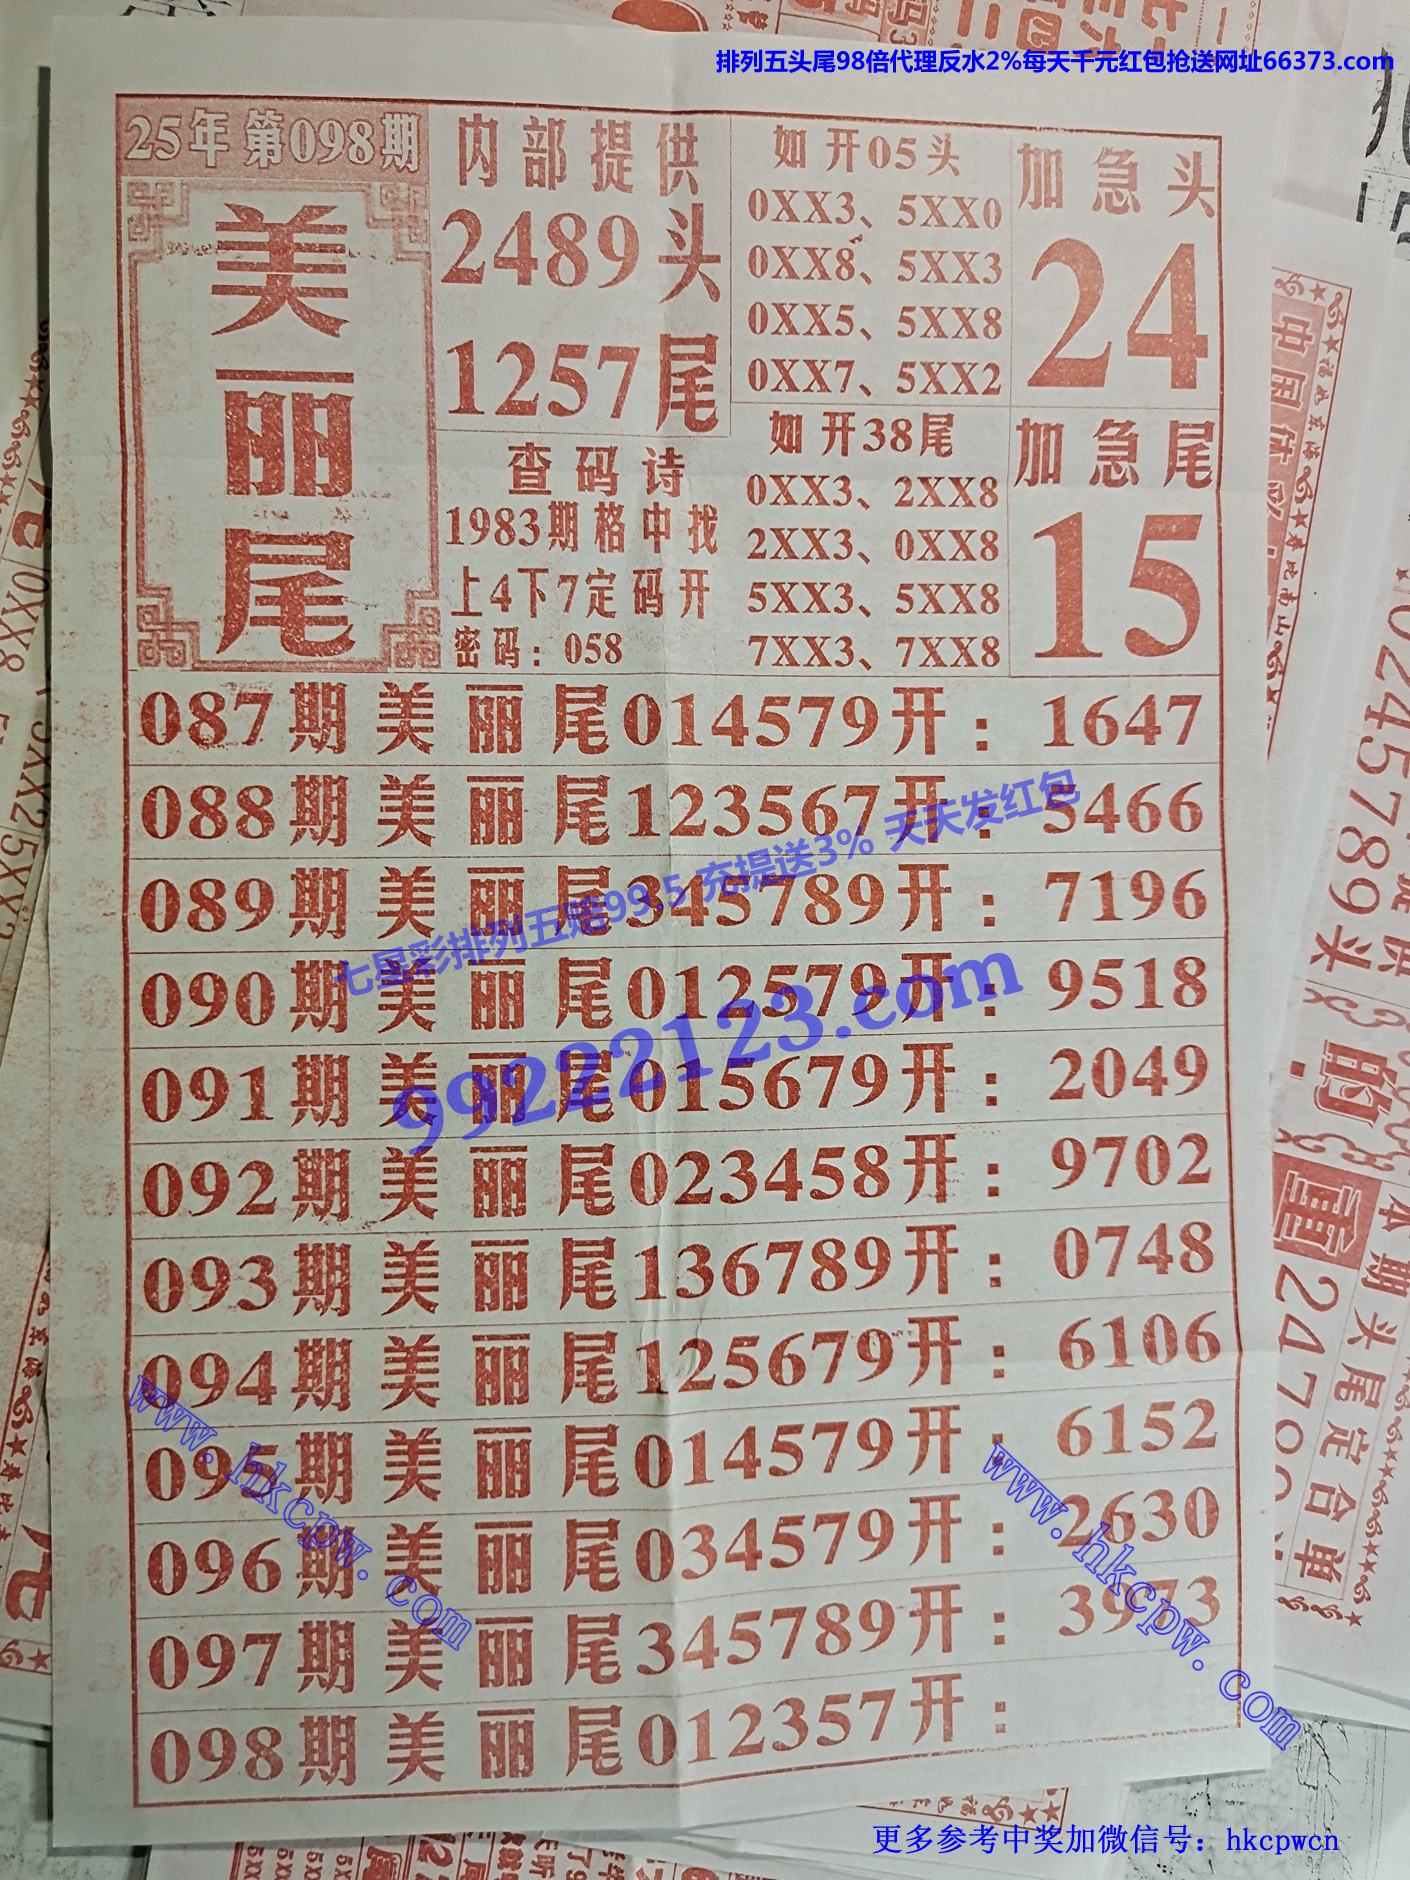 排列五头尾98倍代理反水2%每天千元红包抢送网址66373.com
25年第098期
美丽尾
内部提供
2489头
1257尾
查码诗
1983期格中找
上4下7定码开
密码：058
如开05头
0XX3、5XX0
0XX8、5XX3
0XX5、5XX8
0XX7、5XX2
如开38尾
0XX3、2XX8
2XX3、0XX8
5XX3、5XX8
7XX3、7XX8
加急头
24
加急尾
15
087期美丽尾014579开：1647
088期美丽尾123567开：5466
089期美丽尾345789开：7196
090期美丽尾012579开：9518
091期美丽尾015679开：2049
092期美丽尾023458开：9702
093期美丽尾136789开：0748
094期美丽尾125679开：6106
095期美丽尾014579开：6152
096期美丽尾034579开：2630
097期美丽尾345789开：3973
098期美丽尾012357开：
七星彩排列五赔99.5 充提送3% 天天发红包
99222123.com
www.hkcpw.com
www.hkcpw.com
024578 9头
的
重
本期头尾定合单
更多参考中奖加微信号：hkcpwcn